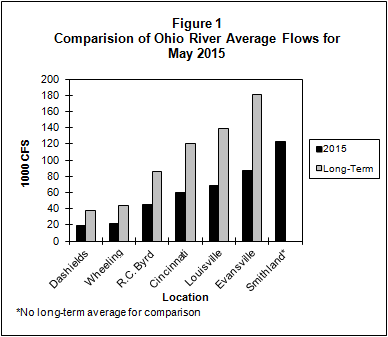 Figure 1
Comparision of Ohio River Average Flows for
May 2015
200
180
160
140
120
100
80
60
40
20
0
1000 CFS
Dashields
Wheeling
R.C. Byrd
Cincinnati
Louisville
Evansville
Smithland*
Location
2015
Long-Term
*No long-term average for comparison